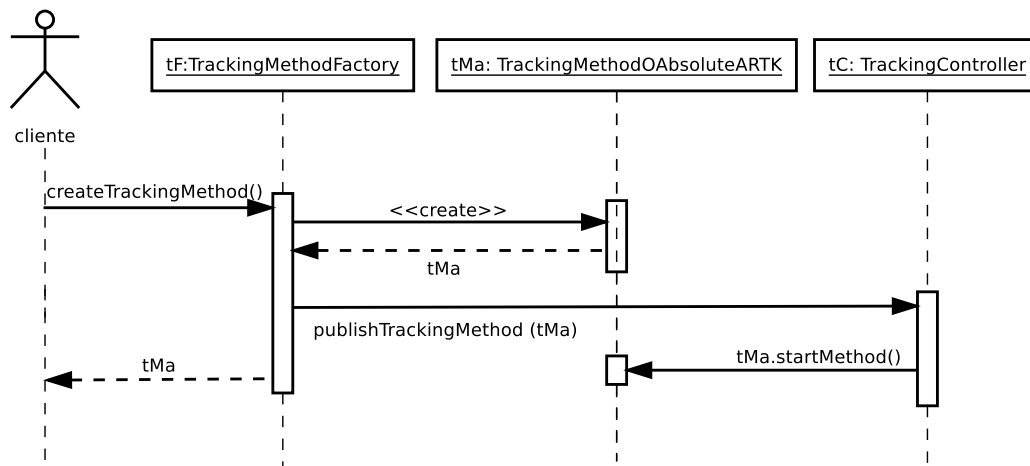 tF:TrackingMethodFactory
tMa: TrackingMethodOAbsoluteARTK
tC: TrackingController
cliente
createTrackingMethod()
<<create>>
tMa
publishTrackingMethod (tMa)
tMa
tMa.startMethod()